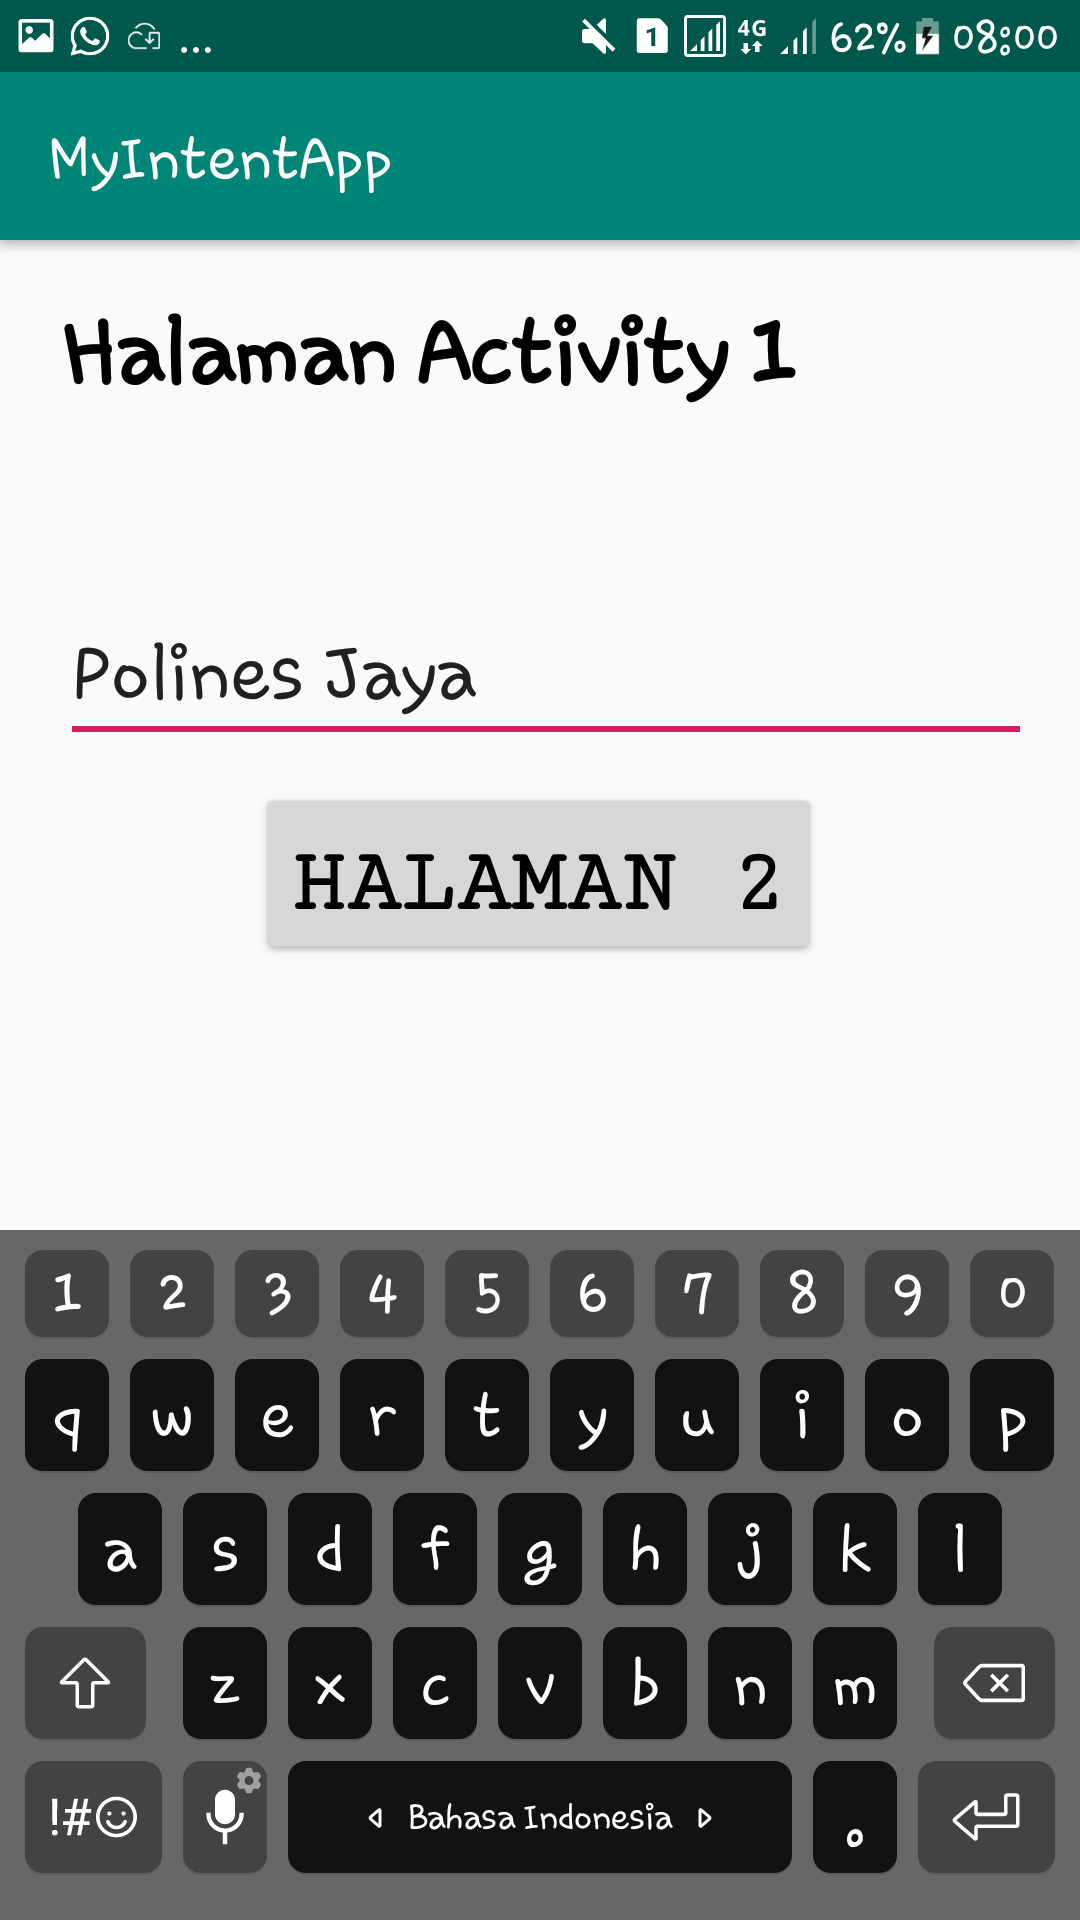 ... 1 4G 62% 08:00
MyIntentApp
Halaman Activity 1
Polines Jaya
HALAMAN 2
1 2 3 4 5 6 7 8 9 0
q w e r t y u i o p
a s d f g h j k l
z x c v b n m
!#☺ Bahasa Indonesia .